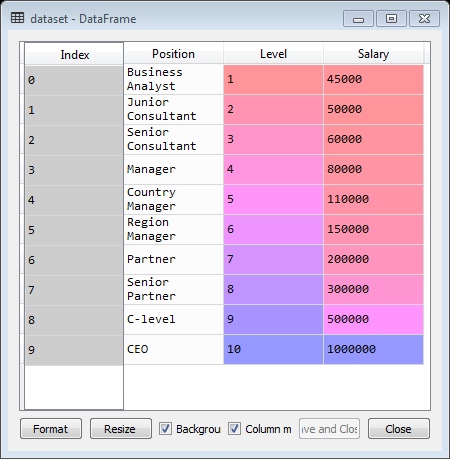 dataset - DataFrame
Index Position Level Salary
0 Business Analyst 1 45000
1 Junior Consultant 2 50000
2 Senior Consultant 3 60000
3 Manager 4 80000
4 Country Manager 5 110000
5 Region Manager 6 150000
6 Partner 7 200000
7 Senior Partner 8 300000
8 C-level 9 500000
9 CEO 10 1000000
Format Resize Backgrou Column m ve and Clos Close